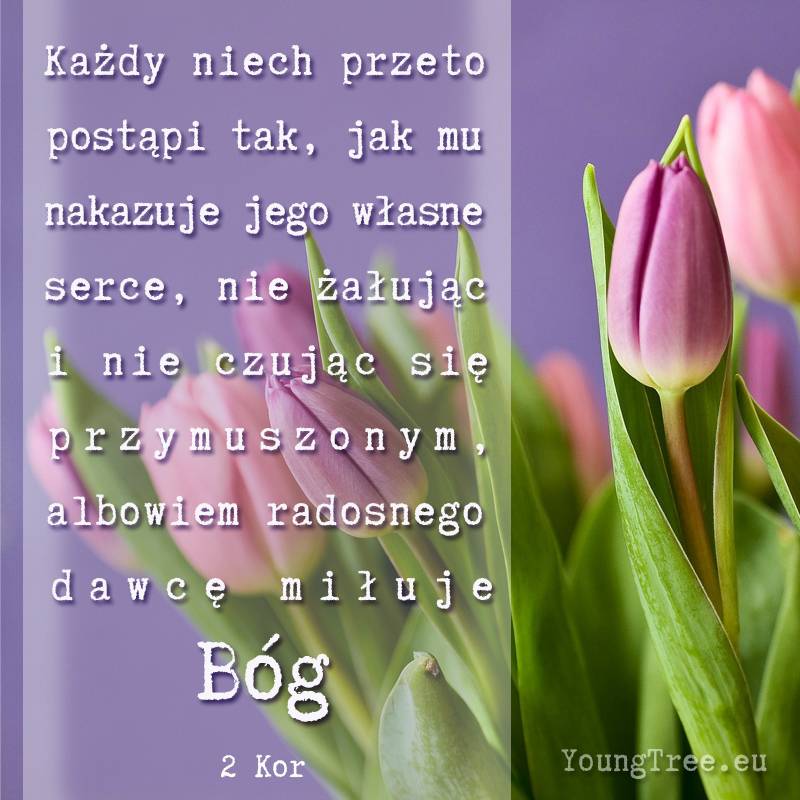 Każdy niech przeto
postąpi tak, jak mu
nakazuje jego własne
serce, nie żałując
i nie czując się
przymuszonym,
albowiem radosnego
dawcę miłuje
Bóg
2 Kor
YoungTree.eu